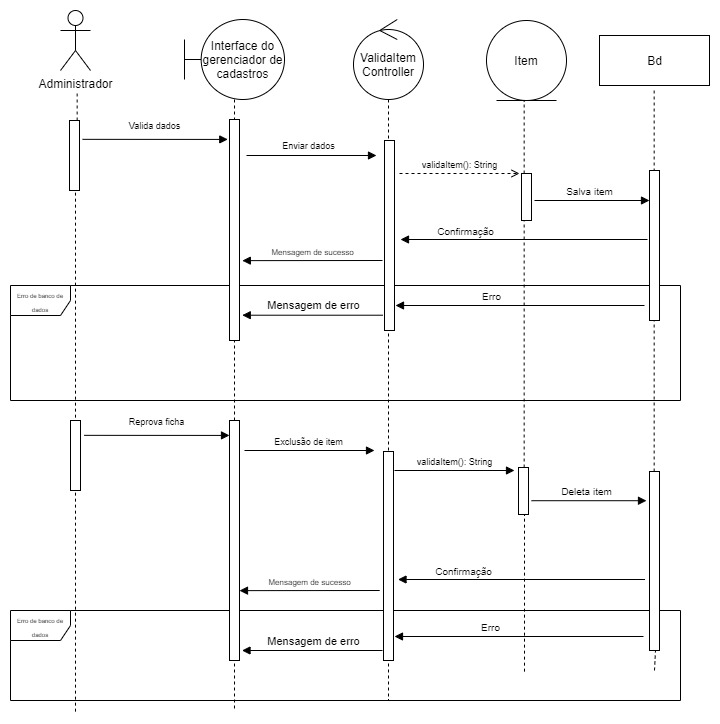 Administrador
Interface do
gerenciador de
cadastros
ValidaItem
Controller
Item
Bd
Valida dados
Enviar dados
validaItem(): String
Salva item
Confirmação
Mensagem de sucesso
Erro de banco de
dados
Erro
Mensagem de erro
Reprova ficha
Exclusão de item
validaItem(): String
Deleta item
Confirmação
Mensagem de sucesso
Erro de banco de
dados
Erro
Mensagem de erro